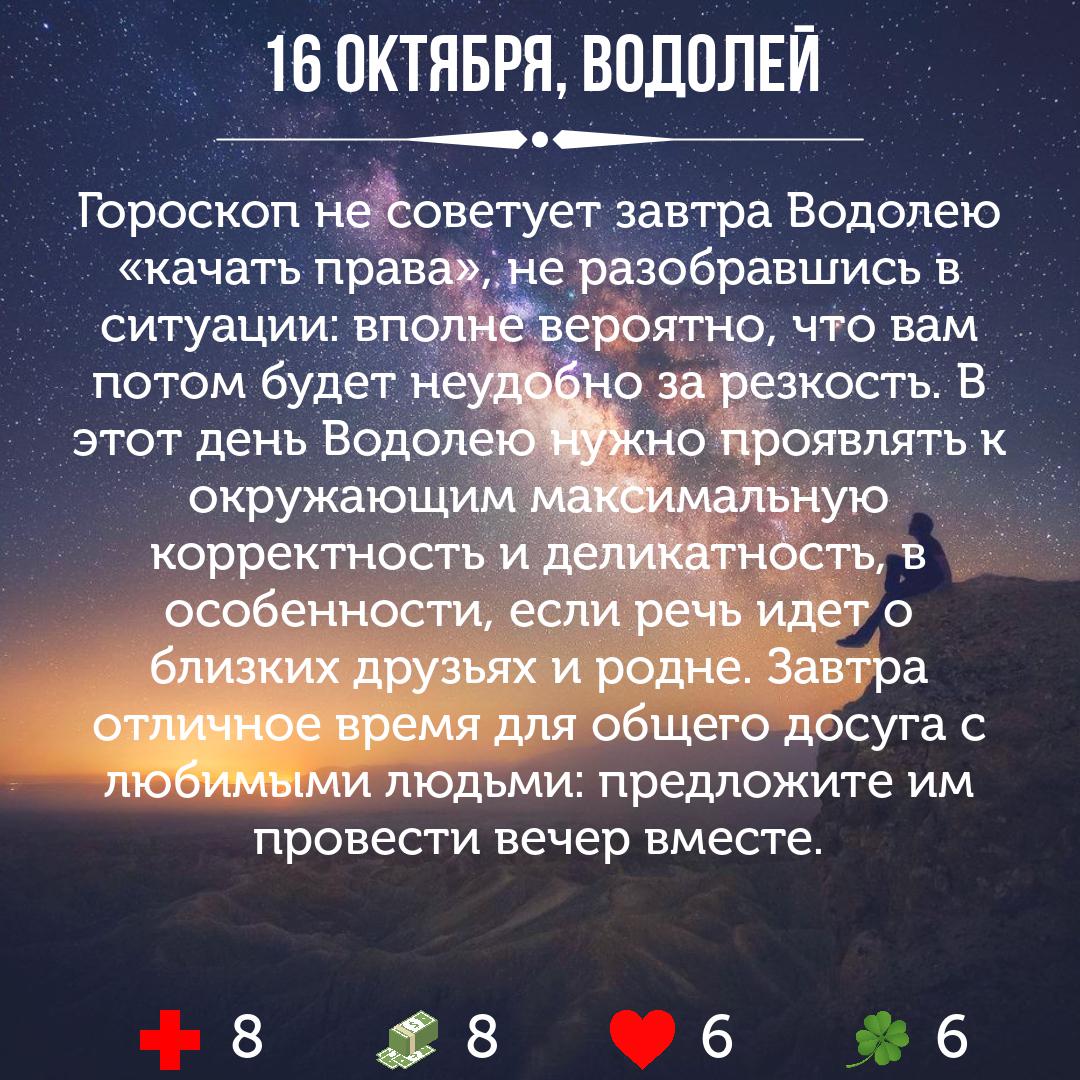 16 ОКТЯБРЯ, ВОДОЛЕЙ
Гороскоп не советует завтра Водолею
«качать права», не разобравшись в
ситуации: вполне вероятно, что вам
потом будет неудобно за резкость. В
этот день Водолею нужно проявлять к
окружающим максимальную
корректность и деликатность, в
особенности, если речь идет о
близких друзьях и родне. Завтра
отличное время для общего досуга с
любимыми людьми: предложите им
провести вечер вместе.
8 8 6 6